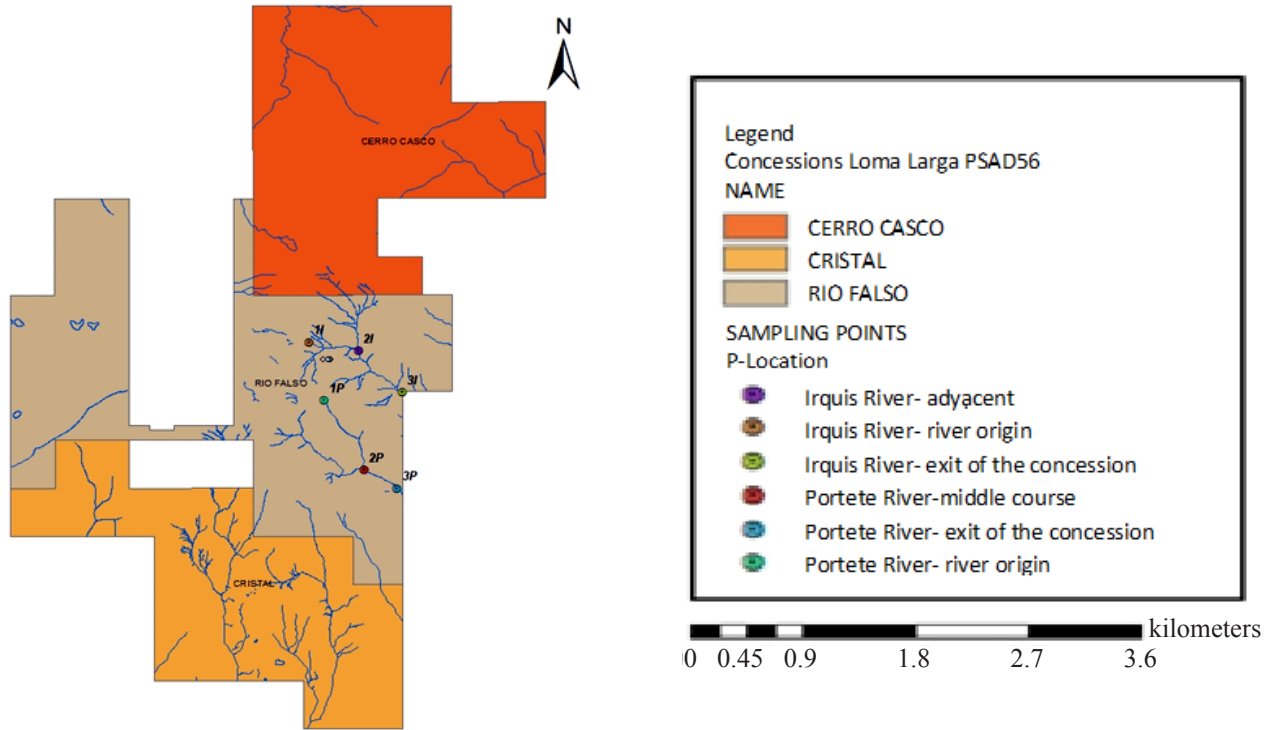 N
CERRO CASCO
1I
2I
3I
RIO FALSO
1P
2P
3P
CRISTAL
Legend
Concessions Loma Larga PSAD56
NAME
CERRO CASCO
CRISTAL
RIO FALSO
SAMPLING POINTS
P-Location
Irquis River- adyacent
Irquis River- river origin
Irquis River- exit of the concession
Portete River-middle course
Portete River- exit of the concession
Portete River- river origin
kilometers
0 0.45 0.9 1.8 2.7 3.6